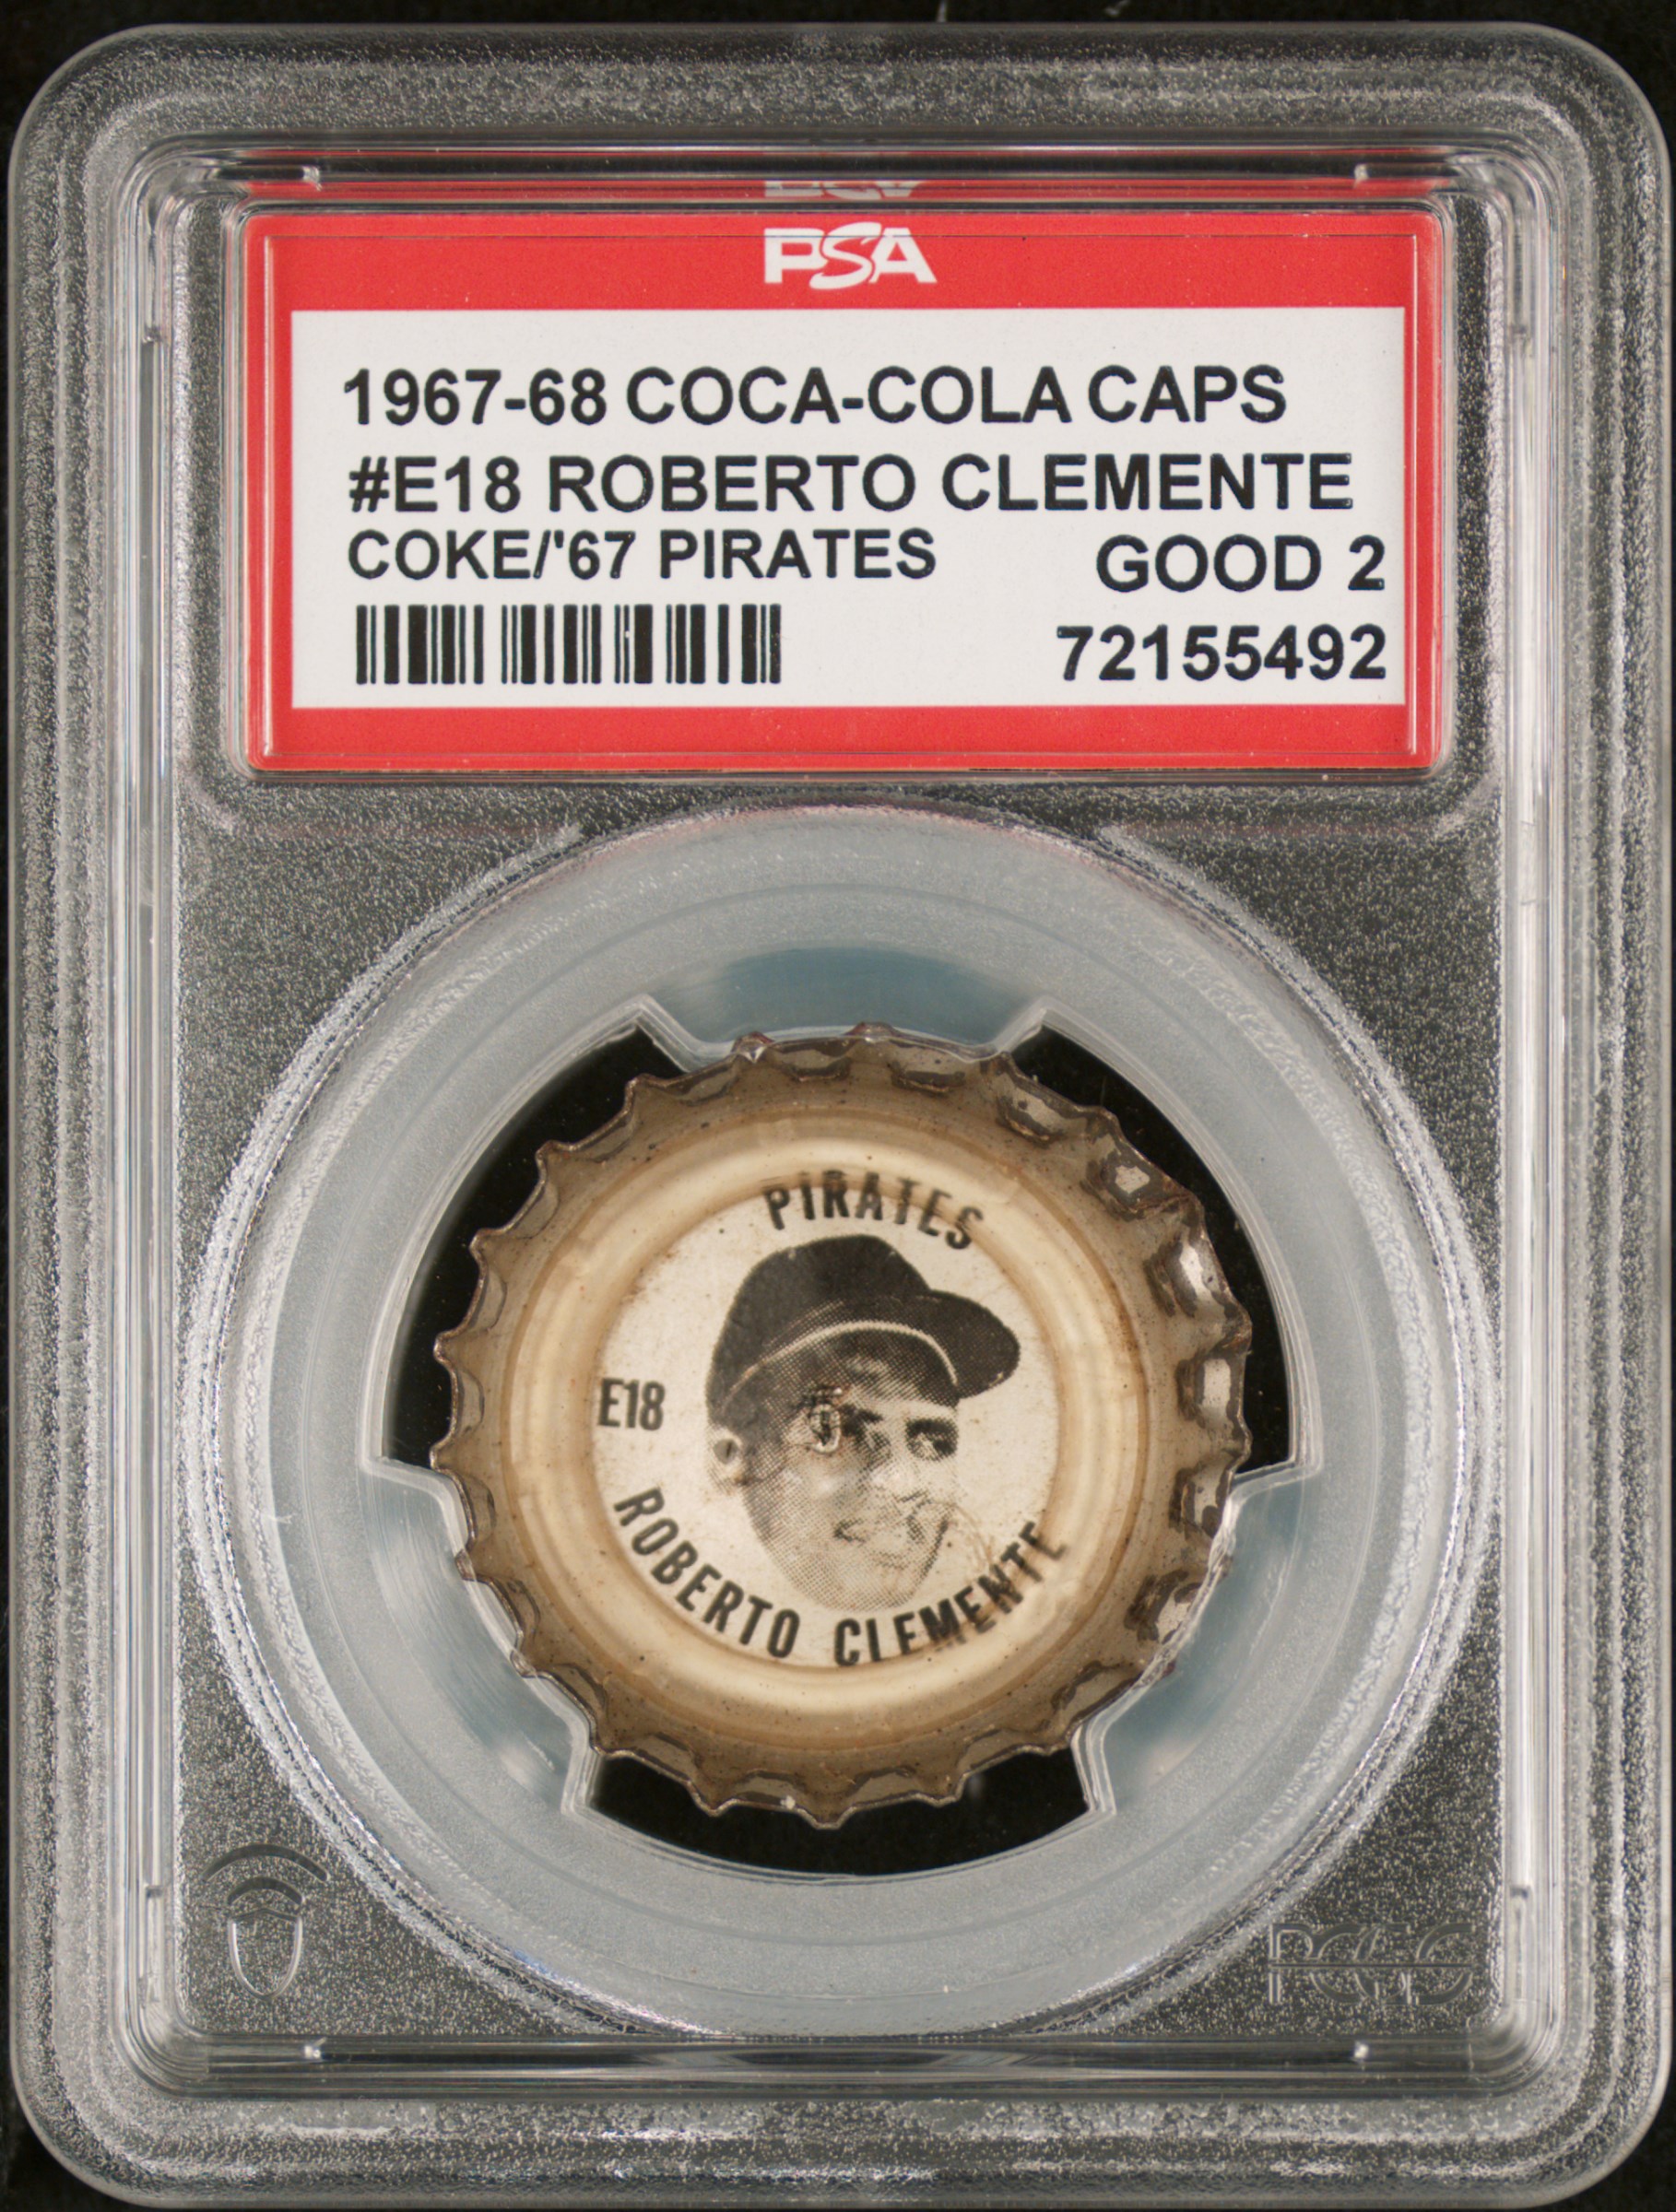 PSA
1967-68 COCA-COLA CAPS
#E18 ROBERTO CLEMENTE
COKE/'67 PIRATES
GOOD 2
72155492
PIRATES
E18
ROBERTO CLEMENTE
PCGS